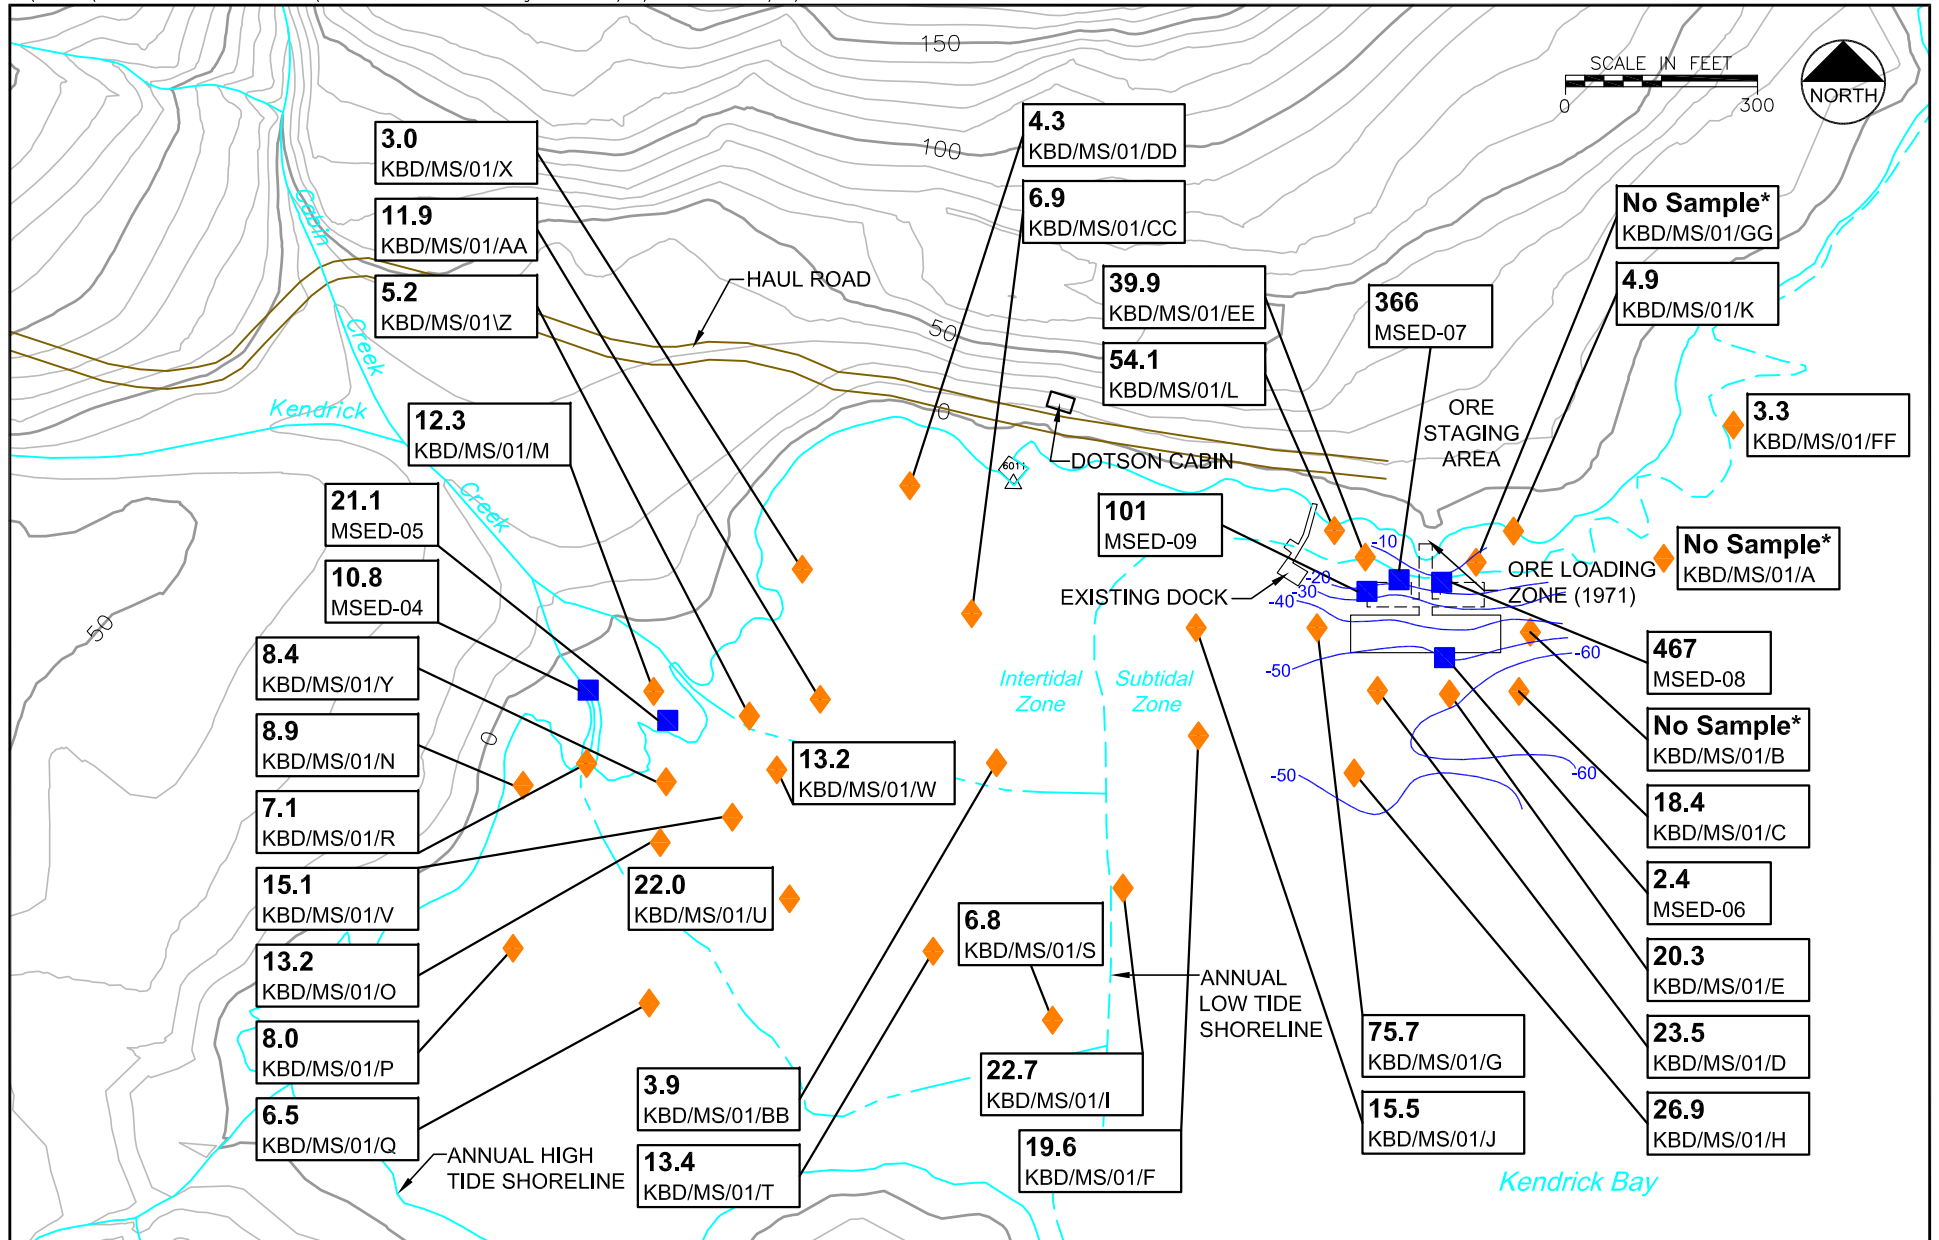 150
SCALE IN FEET
0
300
NORTH
3.0
KBD/MS/01/X
4.3
KBD/MS/01/DD
100
11.9
KBD/MS/01/AA
6.9
KBD/MS/01/CC
No Sample*
KBD/MS/01/GG
Cabin
Creek
5.2
KBD/MS/01\Z
HAUL ROAD
39.9
KBD/MS/01/EE
366
MSED-07
4.9
KBD/MS/01/K
50
54.1
KBD/MS/01/L
Kendrick
Creek
12.3
KBD/MS/01/M
0
ORE
STAGING
AREA
3.3
KBD/MS/01/FF
DOTSON CABIN
6011
21.1
MSED-05
101
MSED-09
-10
No Sample*
KBD/MS/01/A
10.8
MSED-04
EXISTING DOCK
-20
-30
-40
ORE LOADING
ZONE (1971)
50
8.4
KBD/MS/01/Y
Intertidal
Zone
Subtidal
Zone
-50
-60
467
MSED-08
8.9
KBD/MS/01/N
0
13.2
KBD/MS/01/W
No Sample*
KBD/MS/01/B
-50
-60
7.1
KBD/MS/01/R
18.4
KBD/MS/01/C
15.1
KBD/MS/01/V
22.0
KBD/MS/01/U
2.4
MSED-06
6.8
KBD/MS/01/S
13.2
KBD/MS/01/O
ANNUAL
LOW TIDE
SHORELINE
20.3
KBD/MS/01/E
8.0
KBD/MS/01/P
75.7
KBD/MS/01/G
23.5
KBD/MS/01/D
3.9
KBD/MS/01/BB
22.7
KBD/MS/01/I
6.5
KBD/MS/01/Q
15.5
KBD/MS/01/J
26.9
KBD/MS/01/H
ANNUAL HIGH
TIDE SHORELINE
13.4
KBD/MS/01/T
19.6
KBD/MS/01/F
Kendrick Bay